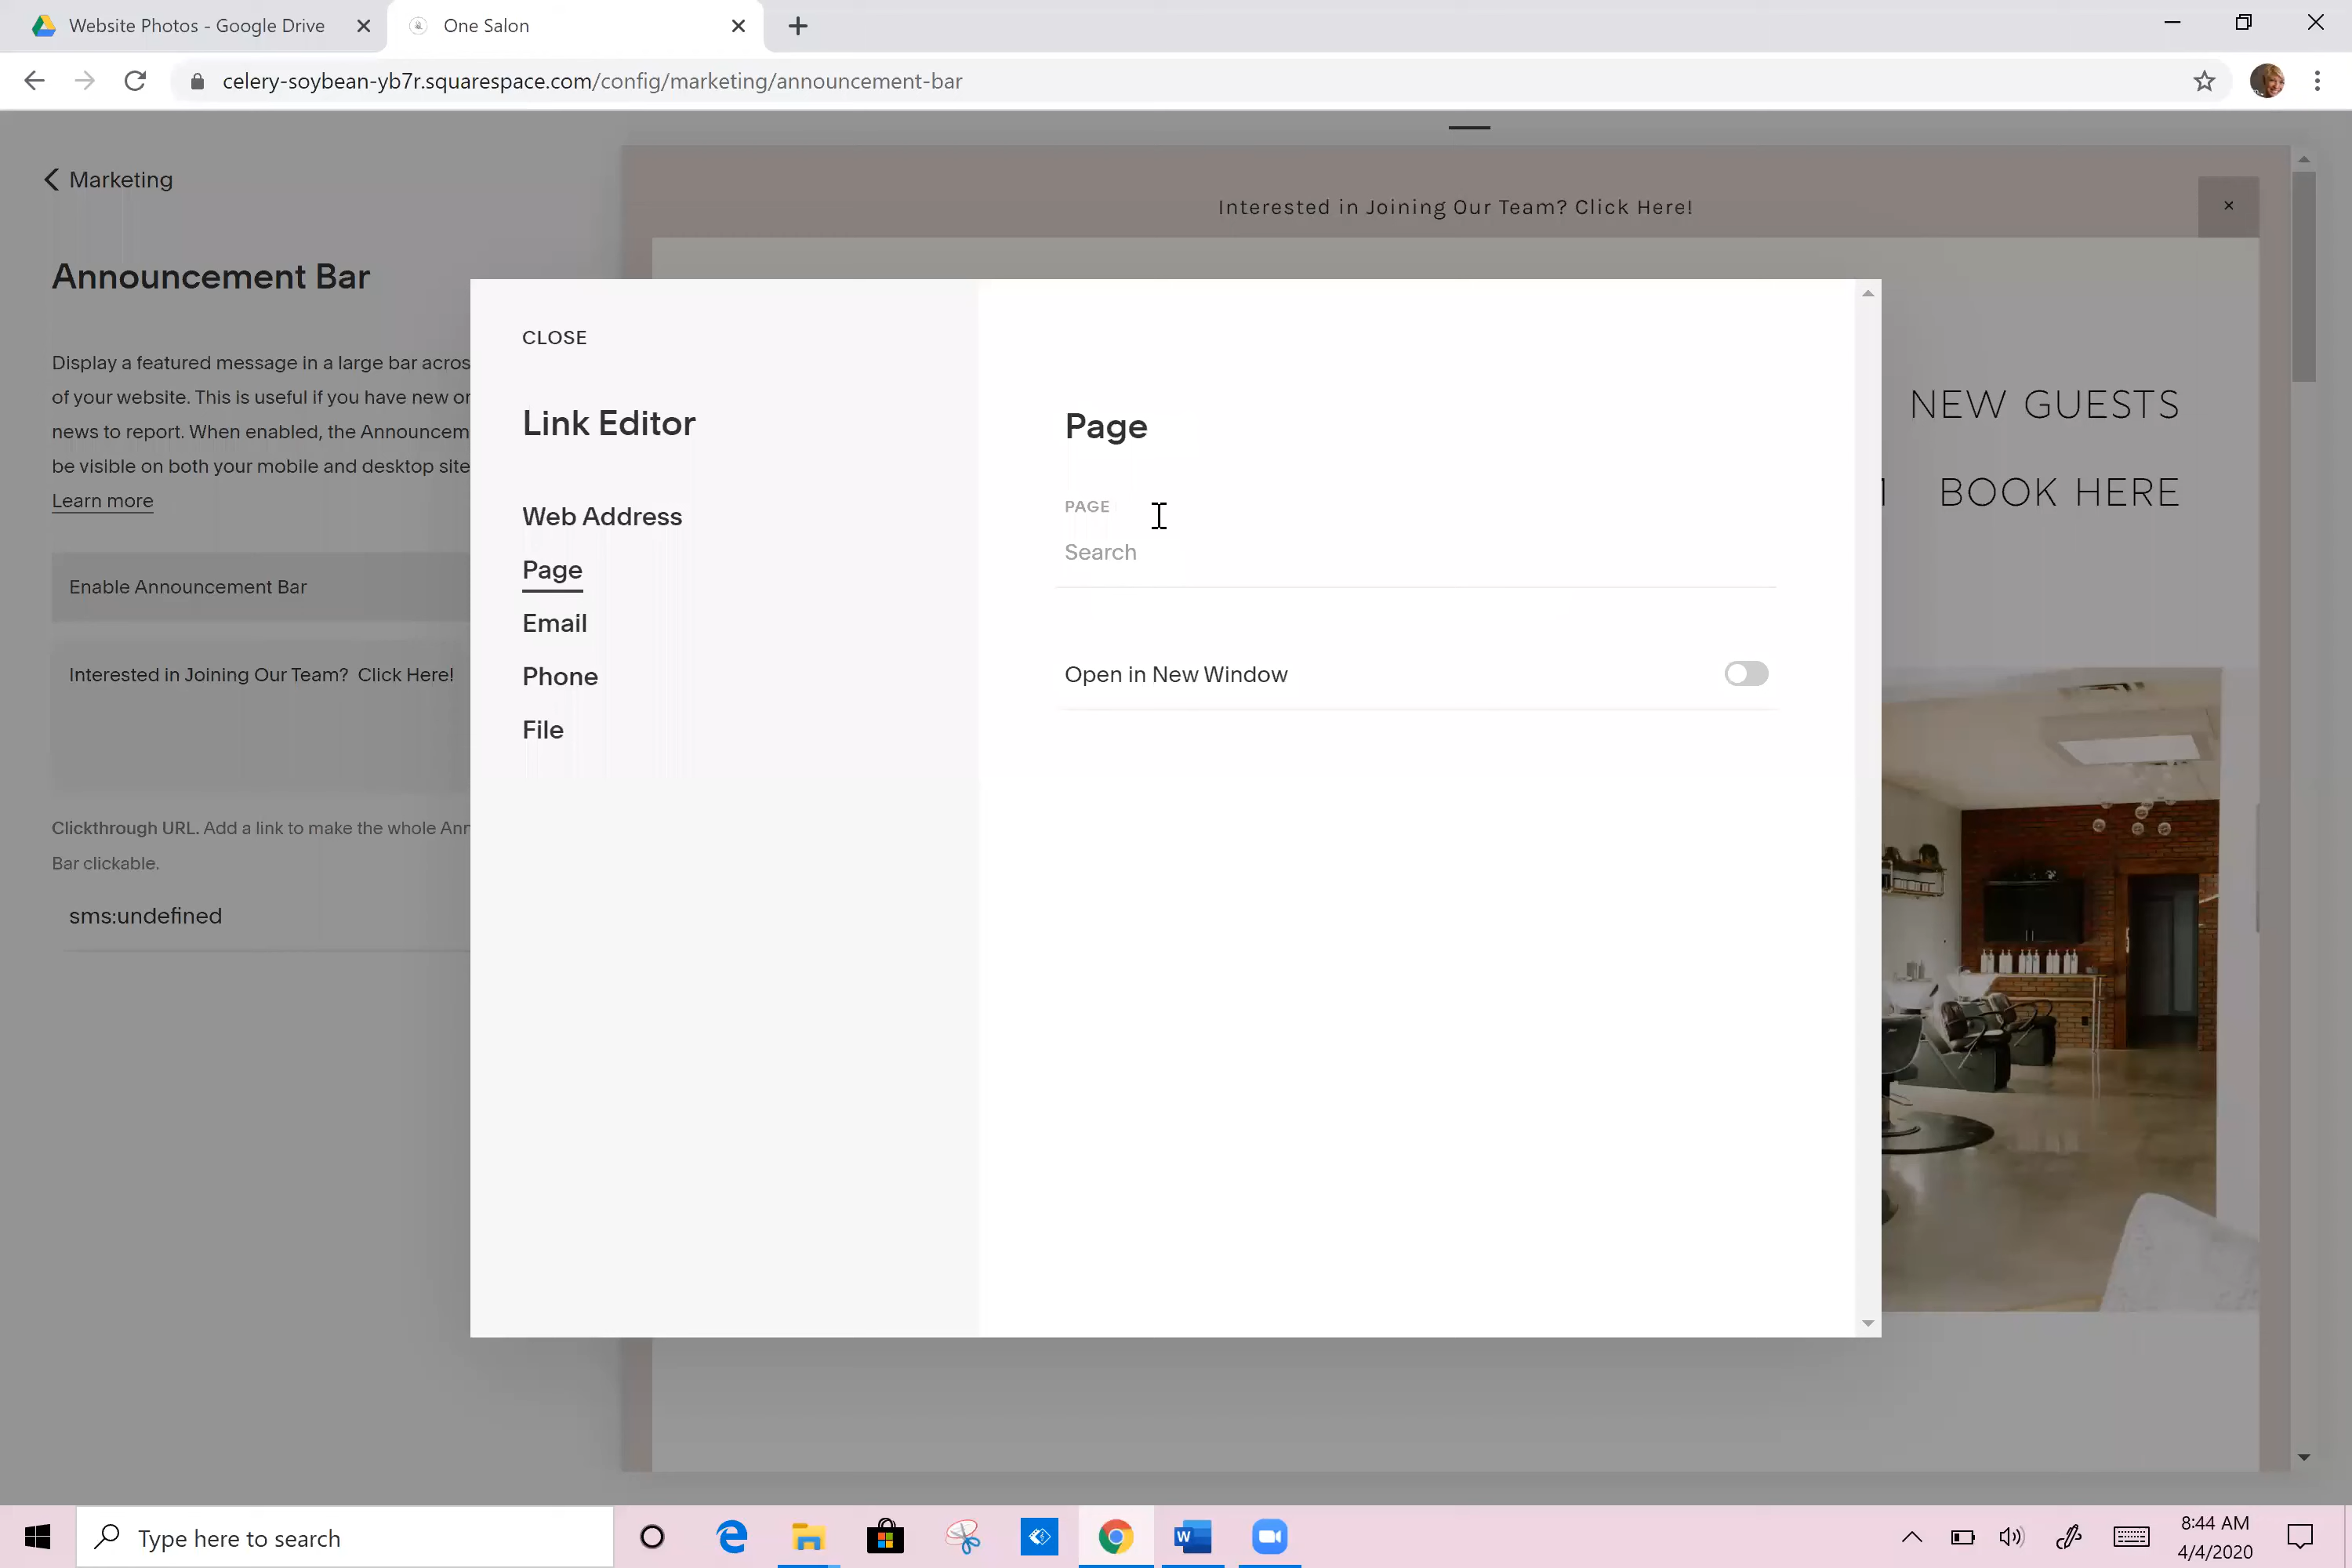 Website Photos - Google Drive
One Salon
celery-soybean-yb7r.squarespace.com/config/marketing/announcement-bar
Marketing
Interested in Joining Our Team? Click Here!
Announcement Bar
Display a featured message in a large bar across
of your website. This is useful if you have new or
news to report. When enabled, the
be visible on both your mobile and desktop site
Learn more
Enable Announcement Bar
Interested in Joining Our Team? Click Here!
Clickthrough URL. Add a link to make the whole
Bar clickable.
sms:undefined
CLOSE
Link Editor
Web Address
Page
Email
Phone
File
Page
PAGE
Search
Open in New Window
NEW GUESTS
BOOK HERE
Type here to search
8:44 AM
4/4/2020